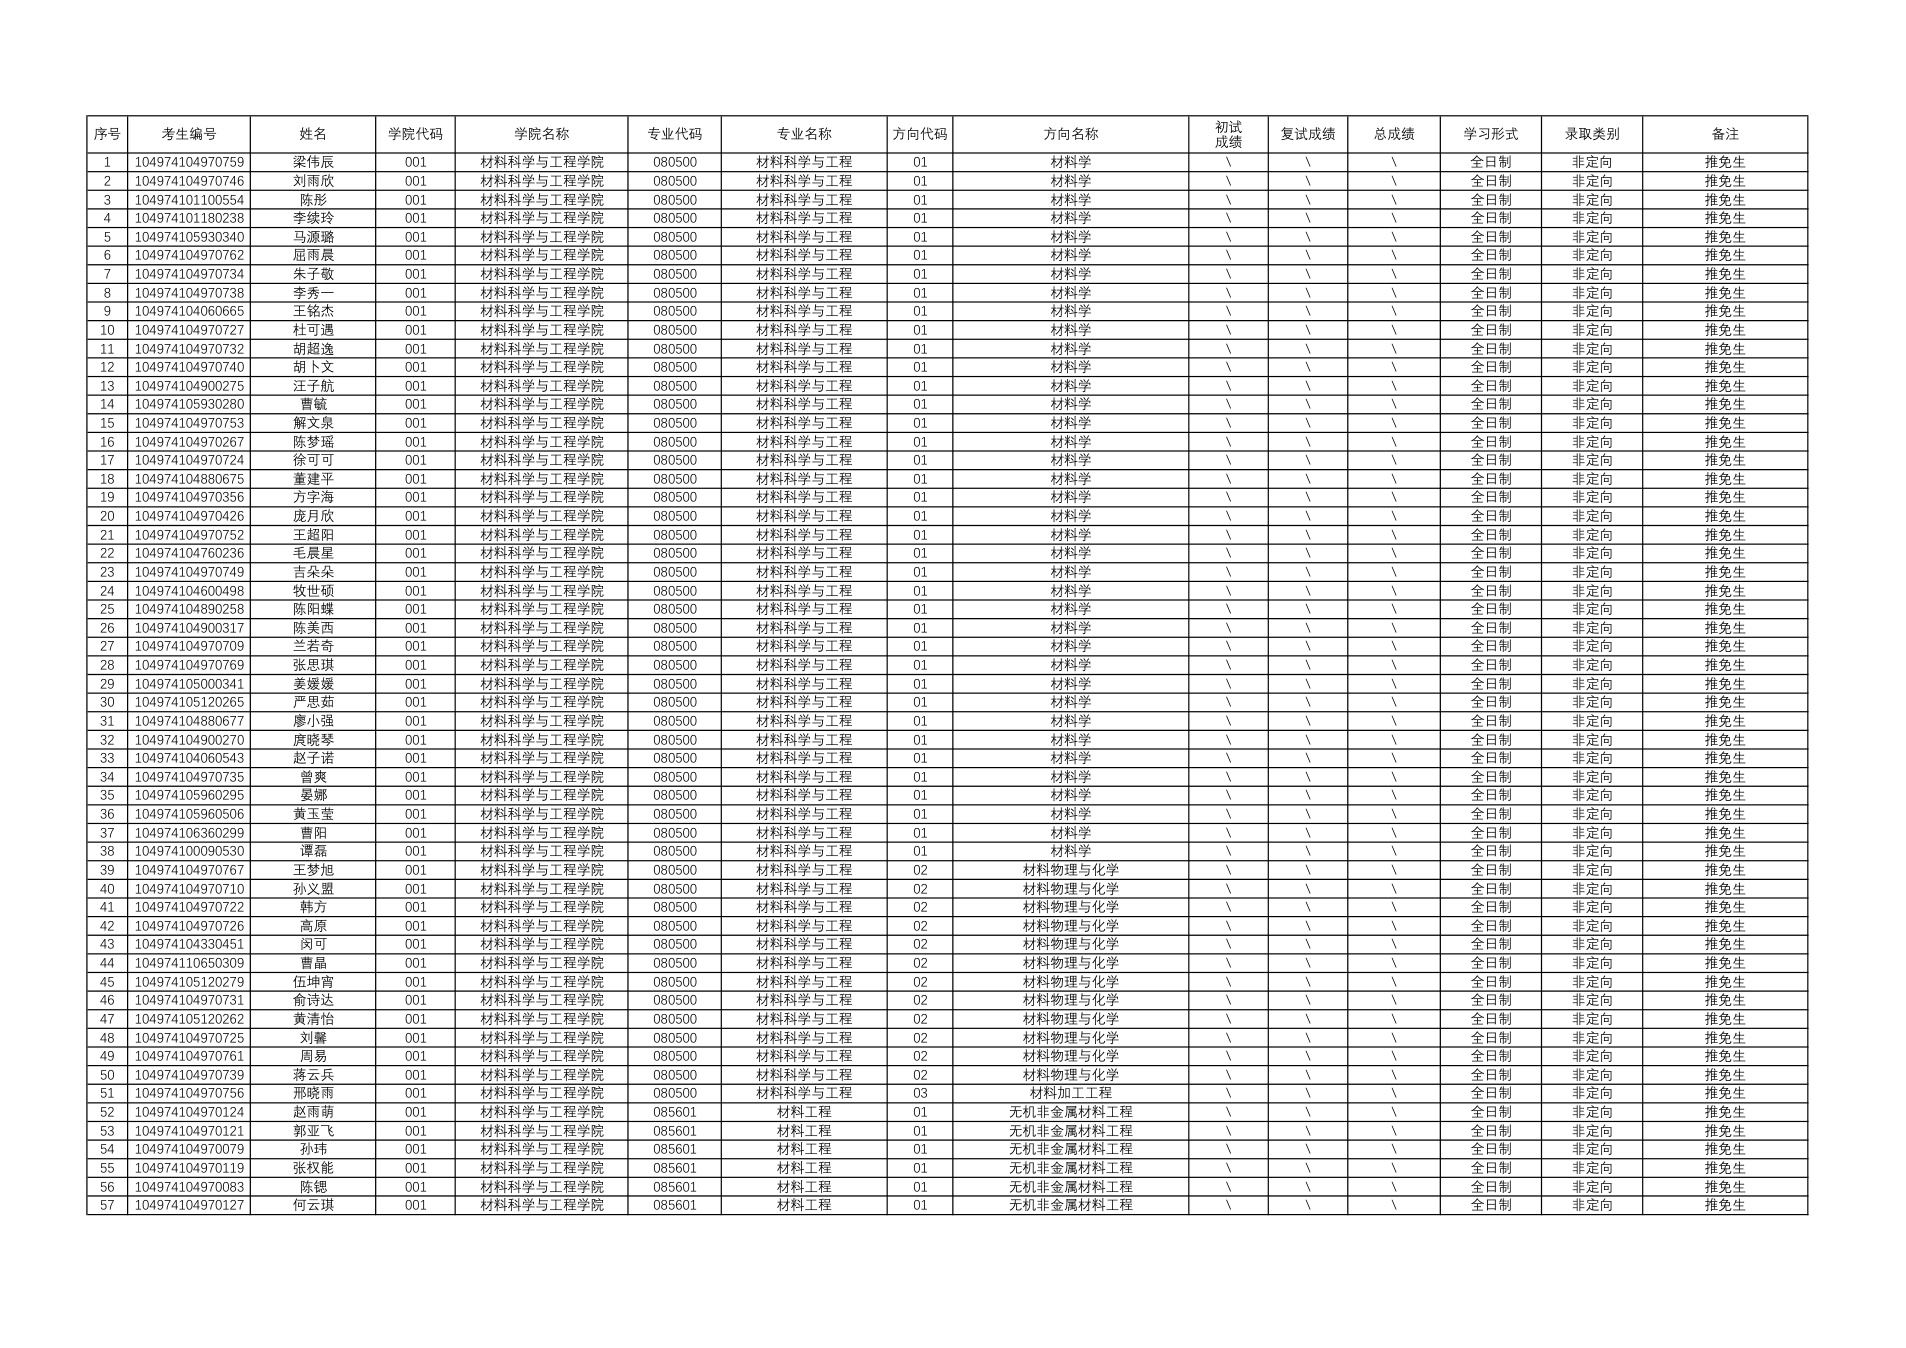 序号 考生编号 姓名 学院代码 学院名称 专业代码 专业名称 方向代码 方向名称 初试成绩 复试成绩 总成绩 学习形式 录取类别 备注
1 104974104970759 梁伟辰 001 材料科学与工程学院 080500 材料科学与工程 01 材料学 \ \ \ 全日制 非定向 推免生
2 104974104970746 刘雨欣 001 材料科学与工程学院 080500 材料科学与工程 01 材料学 \ \ \ 全日制 非定向 推免生
3 104974101100554 陈彤 001 材料科学与工程学院 080500 材料科学与工程 01 材料学 \ \ \ 全日制 非定向 推免生
4 104974101180238 李续玲 001 材料科学与工程学院 080500 材料科学与工程 01 材料学 \ \ \ 全日制 非定向 推免生
5 104974105930340 马源璐 001 材料科学与工程学院 080500 材料科学与工程 01 材料学 \ \ \ 全日制 非定向 推免生
6 104974104970762 屈雨晨 001 材料科学与工程学院 080500 材料科学与工程 01 材料学 \ \ \ 全日制 非定向 推免生
7 104974104970734 朱子敬 001 材料科学与工程学院 080500 材料科学与工程 01 材料学 \ \ \ 全日制 非定向 推免生
8 104974104970738 李秀一 001 材料科学与工程学院 080500 材料科学与工程 01 材料学 \ \ \ 全日制 非定向 推免生
9 104974104060665 王铭杰 001 材料科学与工程学院 080500 材料科学与工程 01 材料学 \ \ \ 全日制 非定向 推免生
10 104974104970727 杜可遇 001 材料科学与工程学院 080500 材料科学与工程 01 材料学 \ \ \ 全日制 非定向 推免生
11 104974104970732 胡超逸 001 材料科学与工程学院 080500 材料科学与工程 01 材料学 \ \ \ 全日制 非定向 推免生
12 104974104970740 胡卜文 001 材料科学与工程学院 080500 材料科学与工程 01 材料学 \ \ \ 全日制 非定向 推免生
13 104974104900275 汪子航 001 材料科学与工程学院 080500 材料科学与工程 01 材料学 \ \ \ 全日制 非定向 推免生
14 104974105930280 曹毓 001 材料科学与工程学院 080500 材料科学与工程 01 材料学 \ \ \ 全日制 非定向 推免生
15 104974104970753 解文泉 001 材料科学与工程学院 080500 材料科学与工程 01 材料学 \ \ \ 全日制 非定向 推免生
16 104974104970267 陈梦瑶 001 材料科学与工程学院 080500 材料科学与工程 01 材料学 \ \ \ 全日制 非定向 推免生
17 104974104970724 徐可可 001 材料科学与工程学院 080500 材料科学与工程 01 材料学 \ \ \ 全日制 非定向 推免生
18 104974104880675 董建平 001 材料科学与工程学院 080500 材料科学与工程 01 材料学 \ \ \ 全日制 非定向 推免生
19 104974104970356 方字海 001 材料科学与工程学院 080500 材料科学与工程 01 材料学 \ \ \ 全日制 非定向 推免生
20 104974104970426 庞月欣 001 材料科学与工程学院 080500 材料科学与工程 01 材料学 \ \ \ 全日制 非定向 推免生
21 104974104970752 王超阳 001 材料科学与工程学院 080500 材料科学与工程 01 材料学 \ \ \ 全日制 非定向 推免生
22 104974104760236 毛晨星 001 材料科学与工程学院 080500 材料科学与工程 01 材料学 \ \ \ 全日制 非定向 推免生
23 104974104970749 吉朵朵 001 材料科学与工程学院 080500 材料科学与工程 01 材料学 \ \ \ 全日制 非定向 推免生
24 104974104600498 牧世硕 001 材料科学与工程学院 080500 材料科学与工程 01 材料学 \ \ \ 全日制 非定向 推免生
25 104974104890258 陈阳蝶 001 材料科学与工程学院 080500 材料科学与工程 01 材料学 \ \ \ 全日制 非定向 推免生
26 104974104900317 陈美西 001 材料科学与工程学院 080500 材料科学与工程 01 材料学 \ \ \ 全日制 非定向 推免生
27 104974104970709 兰若奇 001 材料科学与工程学院 080500 材料科学与工程 01 材料学 \ \ \ 全日制 非定向 推免生
28 104974104970769 张思琪 001 材料科学与工程学院 080500 材料科学与工程 01 材料学 \ \ \ 全日制 非定向 推免生
29 104974105000341 姜媛媛 001 材料科学与工程学院 080500 材料科学与工程 01 材料学 \ \ \ 全日制 非定向 推免生
30 104974105120265 严思茹 001 材料科学与工程学院 080500 材料科学与工程 01 材料学 \ \ \ 全日制 非定向 推免生
31 104974104880677 廖小强 001 材料科学与工程学院 080500 材料科学与工程 01 材料学 \ \ \ 全日制 非定向 推免生
32 104974104900270 庹晓琴 001 材料科学与工程学院 080500 材料科学与工程 01 材料学 \ \ \ 全日制 非定向 推免生
33 104974104060543 赵子诺 001 材料科学与工程学院 080500 材料科学与工程 01 材料学 \ \ \ 全日制 非定向 推免生
34 104974104970735 曾爽 001 材料科学与工程学院 080500 材料科学与工程 01 材料学 \ \ \ 全日制 非定向 推免生
35 104974105960295 晏娜 001 材料科学与工程学院 080500 材料科学与工程 01 材料学 \ \ \ 全日制 非定向 推免生
36 104974105960506 黄玉莹 001 材料科学与工程学院 080500 材料科学与工程 01 材料学 \ \ \ 全日制 非定向 推免生
37 104974106360299 曹阳 001 材料科学与工程学院 080500 材料科学与工程 01 材料学 \ \ \ 全日制 非定向 推免生
38 104974100090530 谭磊 001 材料科学与工程学院 080500 材料科学与工程 01 材料学 \ \ \ 全日制 非定向 推免生
39 104974104970767 王梦旭 001 材料科学与工程学院 080500 材料科学与工程 02 材料物理与化学 \ \ \ 全日制 非定向 推免生
40 104974104970710 孙义盟 001 材料科学与工程学院 080500 材料科学与工程 02 材料物理与化学 \ \ \ 全日制 非定向 推免生
41 104974104970722 韩方 001 材料科学与工程学院 080500 材料科学与工程 02 材料物理与化学 \ \ \ 全日制 非定向 推免生
42 104974104970726 高原 001 材料科学与工程学院 080500 材料科学与工程 02 材料物理与化学 \ \ \ 全日制 非定向 推免生
43 104974104330451 闵可 001 材料科学与工程学院 080500 材料科学与工程 02 材料物理与化学 \ \ \ 全日制 非定向 推免生
44 104974110650309 曹晶 001 材料科学与工程学院 080500 材料科学与工程 02 材料物理与化学 \ \ \ 全日制 非定向 推免生
45 104974105120279 伍坤宵 001 材料科学与工程学院 080500 材料科学与工程 02 材料物理与化学 \ \ \ 全日制 非定向 推免生
46 104974104970731 俞诗达 001 材料科学与工程学院 080500 材料科学与工程 02 材料物理与化学 \ \ \ 全日制 非定向 推免生
47 104974105120262 黄清怡 001 材料科学与工程学院 080500 材料科学与工程 02 材料物理与化学 \ \ \ 全日制 非定向 推免生
48 104974104970725 刘馨 001 材料科学与工程学院 080500 材料科学与工程 02 材料物理与化学 \ \ \ 全日制 非定向 推免生
49 104974104970761 周易 001 材料科学与工程学院 080500 材料科学与工程 02 材料物理与化学 \ \ \ 全日制 非定向 推免生
50 104974104970739 蒋云兵 001 材料科学与工程学院 080500 材料科学与工程 02 材料物理与化学 \ \ \ 全日制 非定向 推免生
51 104974104970756 邢晓雨 001 材料科学与工程学院 080500 材料科学与工程 03 材料加工工程 \ \ \ 全日制 非定向 推免生
52 104974104970124 赵雨萌 001 材料科学与工程学院 085601 材料工程 01 无机非金属材料工程 \ \ \ 全日制 非定向 推免生
53 104974104970121 郭亚飞 001 材料科学与工程学院 085601 材料工程 01 无机非金属材料工程 \ \ \ 全日制 非定向 推免生
54 104974104970079 孙玮 001 材料科学与工程学院 085601 材料工程 01 无机非金属材料工程 \ \ \ 全日制 非定向 推免生
55 104974104970119 张权能 001 材料科学与工程学院 085601 材料工程 01 无机非金属材料工程 \ \ \ 全日制 非定向 推免生
56 104974104970083 陈锶 001 材料科学与工程学院 085601 材料工程 01 无机非金属材料工程 \ \ \ 全日制 非定向 推免生
57 104974104970127 何云琪 001 材料科学与工程学院 085601 材料工程 01 无机非金属材料工程 \ \ \ 全日制 非定向 推免生